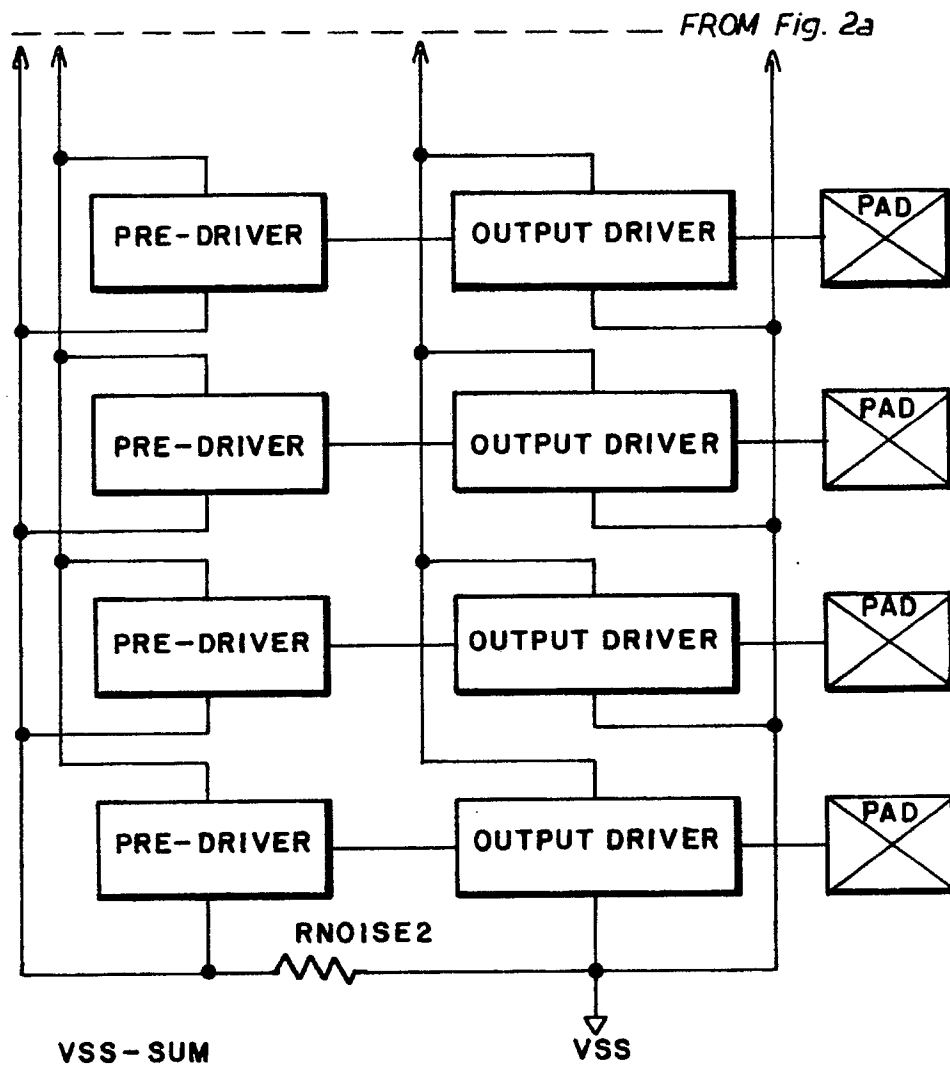 FROM Fig. 2a
PRE-DRIVER
OUTPUT DRIVER
PAD
PRE-DRIVER
OUTPUT DRIVER
PAD
PRE-DRIVER
OUTPUT DRIVER
PAD
PRE-DRIVER
OUTPUT DRIVER
PAD
RNOISE2
VSS-SUM
VSS